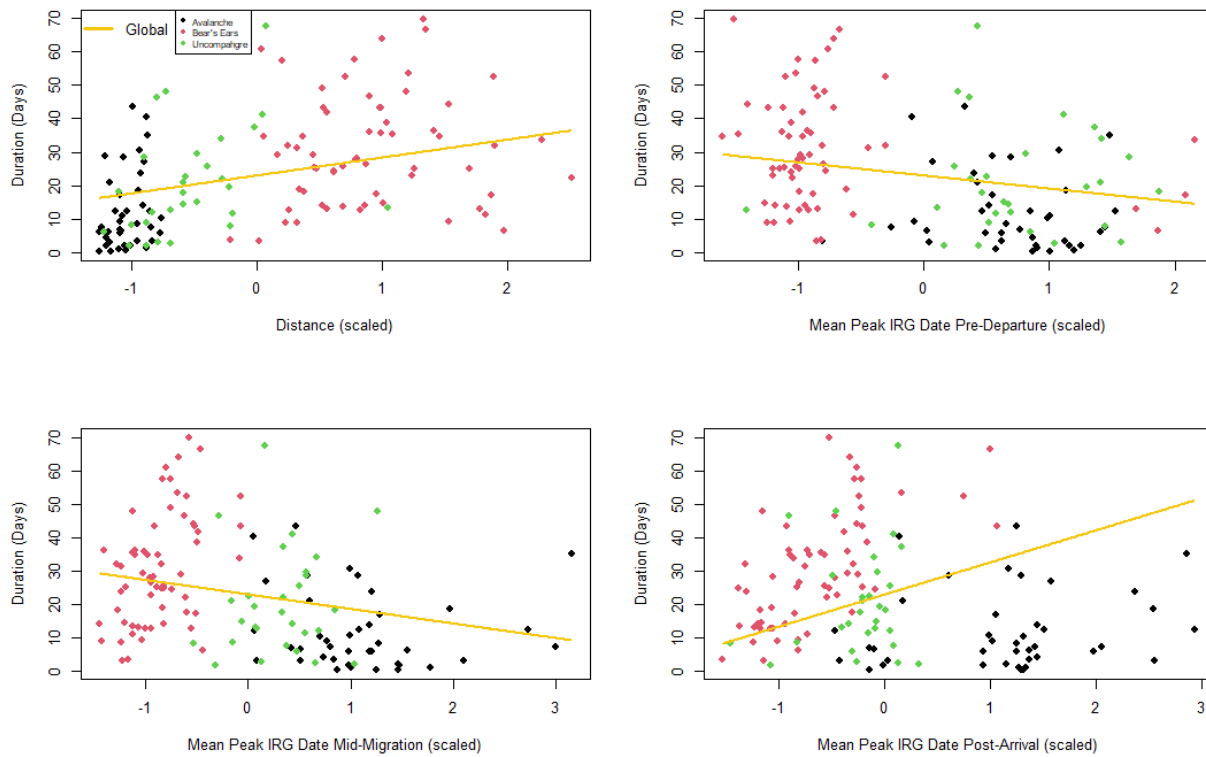 Global
Avalanche
Bear's Ears
Uncompahgre
Duration (Days)
0 10 20 30 40 50 60 70
-1 0 1 2
Distance (scaled)
Duration (Days)
0 10 20 30 40 50 60 70
-1 0 1 2
Mean Peak IRG Date Pre-Departure (scaled)
Duration (Days)
0 10 20 30 40 50 60 70
-1 0 1 2 3
Mean Peak IRG Date Mid-Migration (scaled)
Duration (Days)
0 10 20 30 40 50 60 70
-1 0 1 2 3
Mean Peak IRG Date Post-Arrival (scaled)